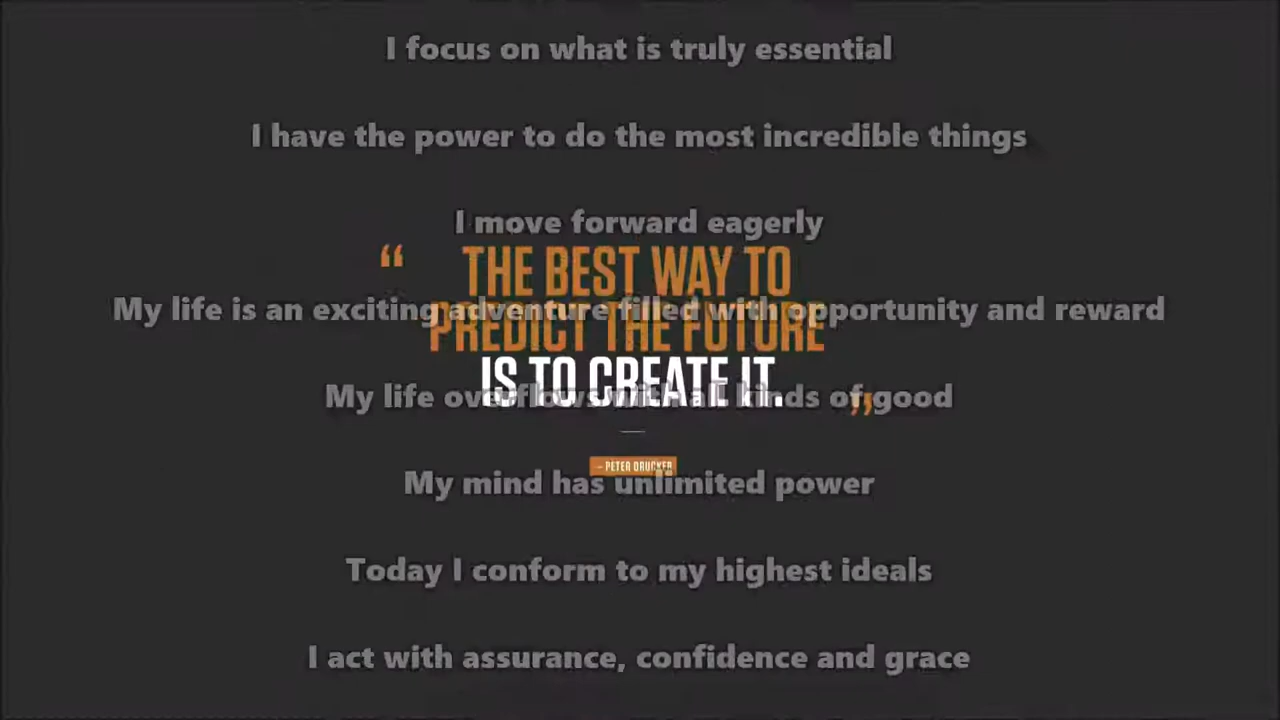 I focus on what is truly essential
I have the power to do the most incredible things
I move forward eagerly
“ THE BEST WAY TO
My life is an exciting adventure filled with opportunity and reward
PREDICT THE FUTURE
IS TO CREATE IT. ”
My life overflows with all kinds of good
– PETER DRUCKER
My mind has unlimited power
Today I conform to my highest ideals
I act with assurance, confidence and grace